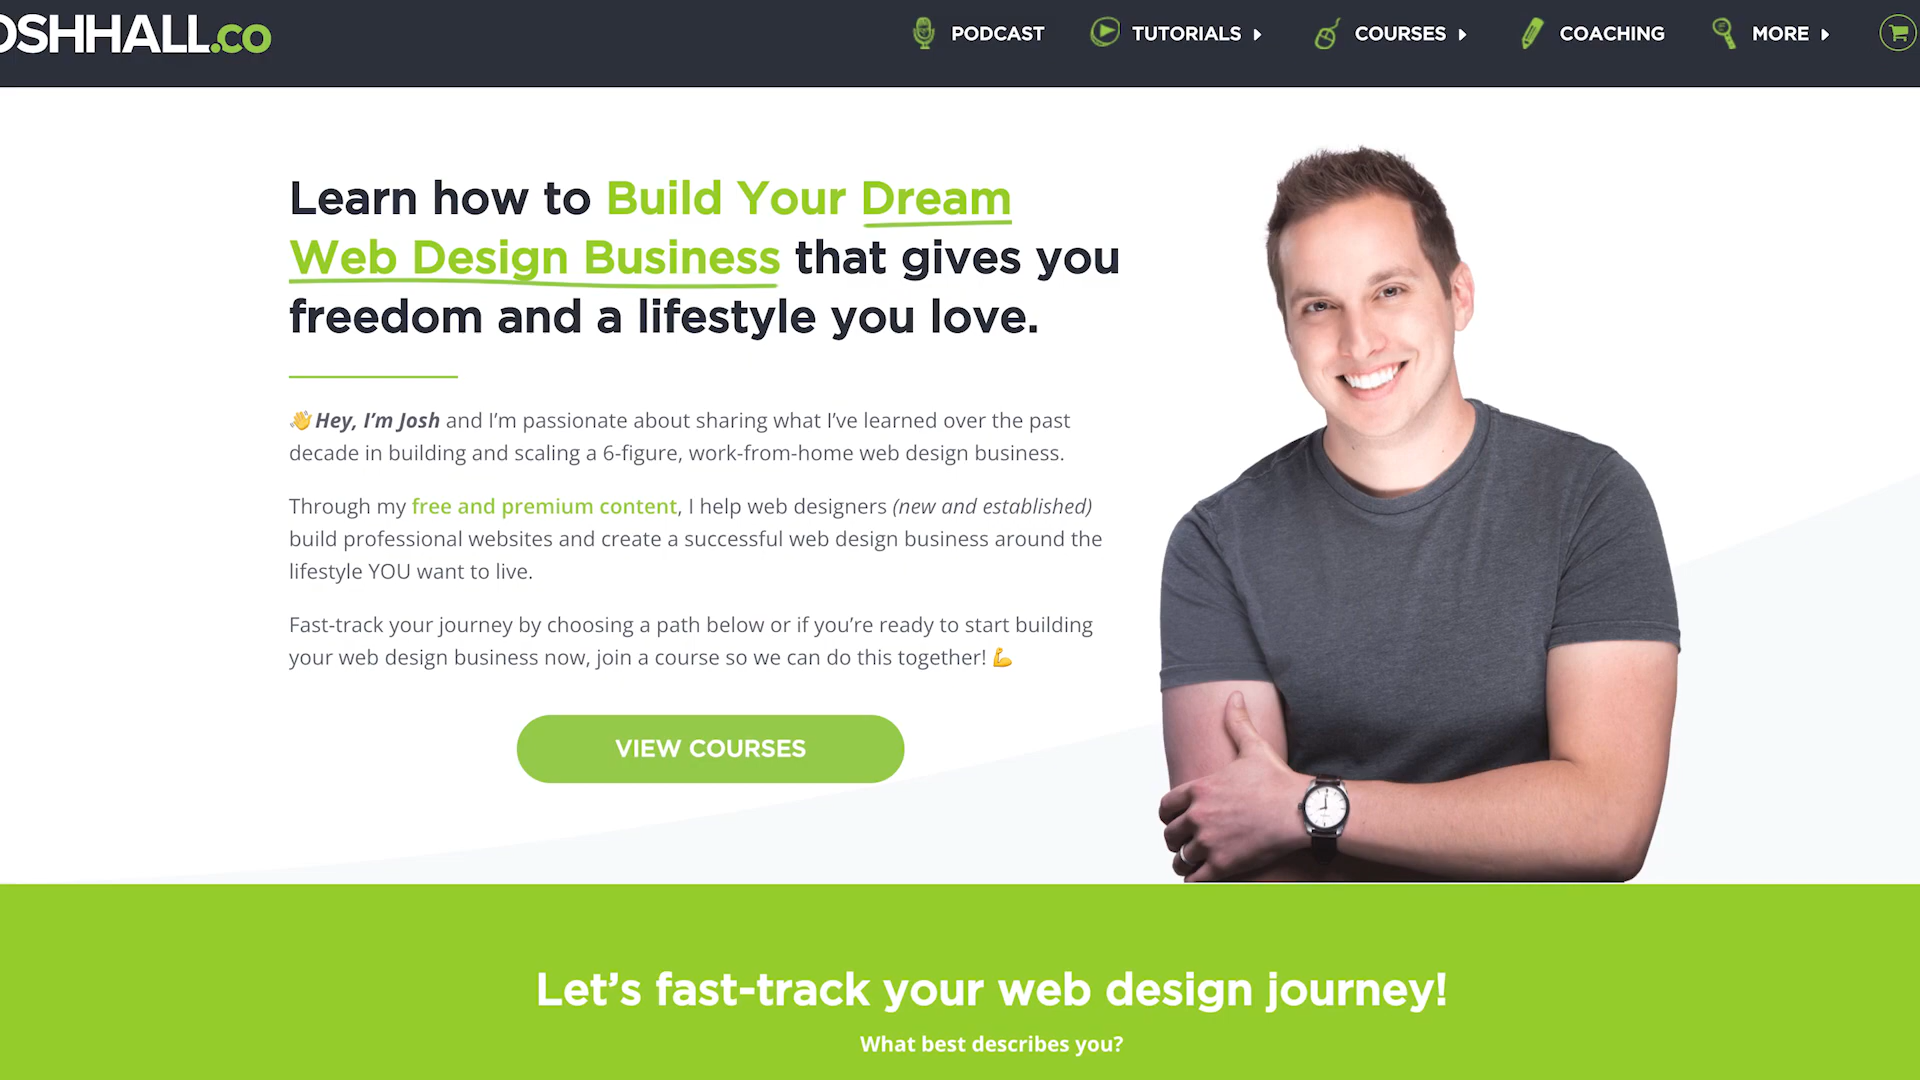 OSHHALL.co
PODCAST
TUTORIALS
COURSES
COACHING
MORE
Learn how to Build Your Dream
Web Design Business that gives you
freedom and a lifestyle you love.
👋Hey, I’m Josh and I’m passionate about sharing what I’ve learned over the past
decade in building and scaling a 6-figure, work-from-home web design business.
Through my free and premium content, I help web designers (new and established)
build professional websites and create a successful web design business around the
lifestyle YOU want to live.
Fast-track your journey by choosing a path below or if you’re ready to start building
your web design business now, join a course so we can do this together! 💪
VIEW COURSES
Let’s fast-track your web design journey!
What best describes you?